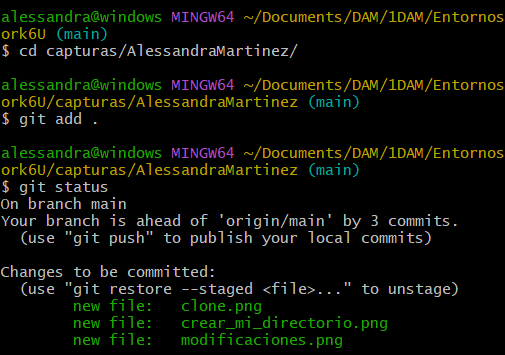 alessandra@windows MINGW64 ~/Documents/DAM/1DAM/Entornos
ork6U (main)
$ cd capturas/AlessandraMartinez/
alessandra@windows MINGW64 ~/Documents/DAM/1DAM/Entornos
ork6U/capturas/AlessandraMartinez (main)
$ git add .
alessandra@windows MINGW64 ~/Documents/DAM/1DAM/Entornos
ork6U/capturas/AlessandraMartinez (main)
$ git status
On branch main
Your branch is ahead of 'origin/main' by 3 commits.
  (use "git push" to publish your local commits)
Changes to be committed:
  (use "git restore --staged <file>..." to unstage)
        new file:   clone.png
        new file:   crear_mi_directorio.png
        new file:   modificaciones.png